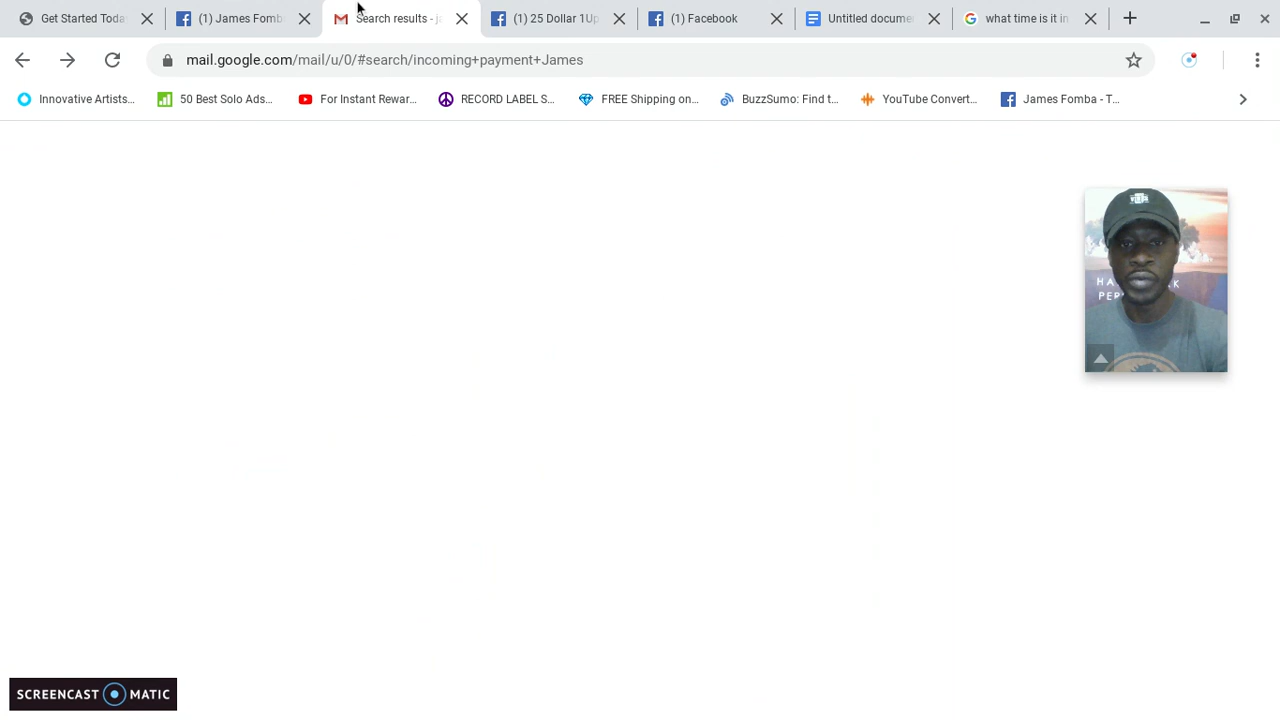 Get Started Toda
(1) James Fomb
Search results - ja
(1) 25 Dollar 1Up
(1) Facebook
Untitled docume
what time is it in
mail.google.com/mail/u/0/#search/incoming+payment+James
Innovative Artists...
50 Best Solo Ads...
For Instant Rewar...
RECORD LABEL S...
FREE Shipping on...
BuzzSumo: Find t...
YouTube Convert...
James Fomba - T...
SCREENCAST MATIC